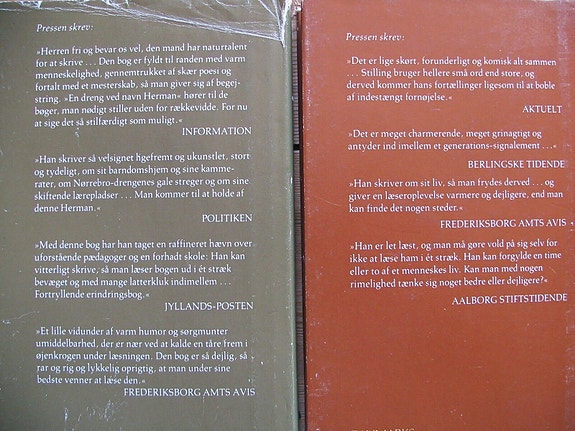 Pressen skrev:
»Herren fri og bevar os vel, den mand har naturtalent
for at skrive ... Den bog er fyldt til randen med varm
menneskelighed, gennemtrukket af skær poesi og
fortalt med et mesterskab, så man giver sig af begej-
string. »En dreng ved navn Herman« hører til de
bøger, man nødigt stiller uden for rækkevidde. For nu
at sige det så stilfærdigt som muligt.«
INFORMATION
»Han skriver så velsignet ligefremt og ukunstlet, stort
og tydeligt, om sit barndomshjem og sine kamme-
rater, om Nørrebro-drengenes gale streger og om sine
skiftende lærepladser ... Man kommer til at holde af
denne Herman.«
POLITIKEN
»Med denne bog har han taget en raffineret hævn over
uforstående pædagoger og en forhadt skole: Han kan
vitterligt skrive, så man læser bogen ud i ét stræk
bevæget og med mange latterkluk indimellem ...
Fortryllende erindringsbog.«
JYLLANDS-POSTEN
»Et lille vidunder af varm humor og sørgmunter
umiddelbarhed, der er nær ved at kalde en tåre frem i
øjenkrogen under læsningen. Den bog er så dejlig, så
rar og rig og lykkelig oprigtig, at man under sine
bedste venner at læse den.«
FREDERIKSBORG AMTS AVIS
Pressen skrev:
»Det er lige skørt, forunderligt og komisk alt sammen
... Stilling bruger hellere små ord end store, og
derved kommer hans fortællinger ligesom til at boble
af indestængt fornøjelse.«
AKTUELT
»Det er meget charmerende, meget grinagtigt og
antyder ind imellem et generations-signalement ...«
BERLINGSKE TIDENDE
»Han skriver om sit liv, så man frydes derved ... og
giver en læseroplevelse varmere og dejligere, end man
kan finde det nogen steder.«
FREDERIKSBORG AMTS AVIS
»Han er let læst, og man må gøre vold på sig selv for
ikke at læse ham i ét stræk. Han kan forgylde en time
eller to af et menneskes liv. Kan man med nogen
rimelighed tænke sig noget bedre eller dejligere?«
AALBORG STIFTSTIDENDE